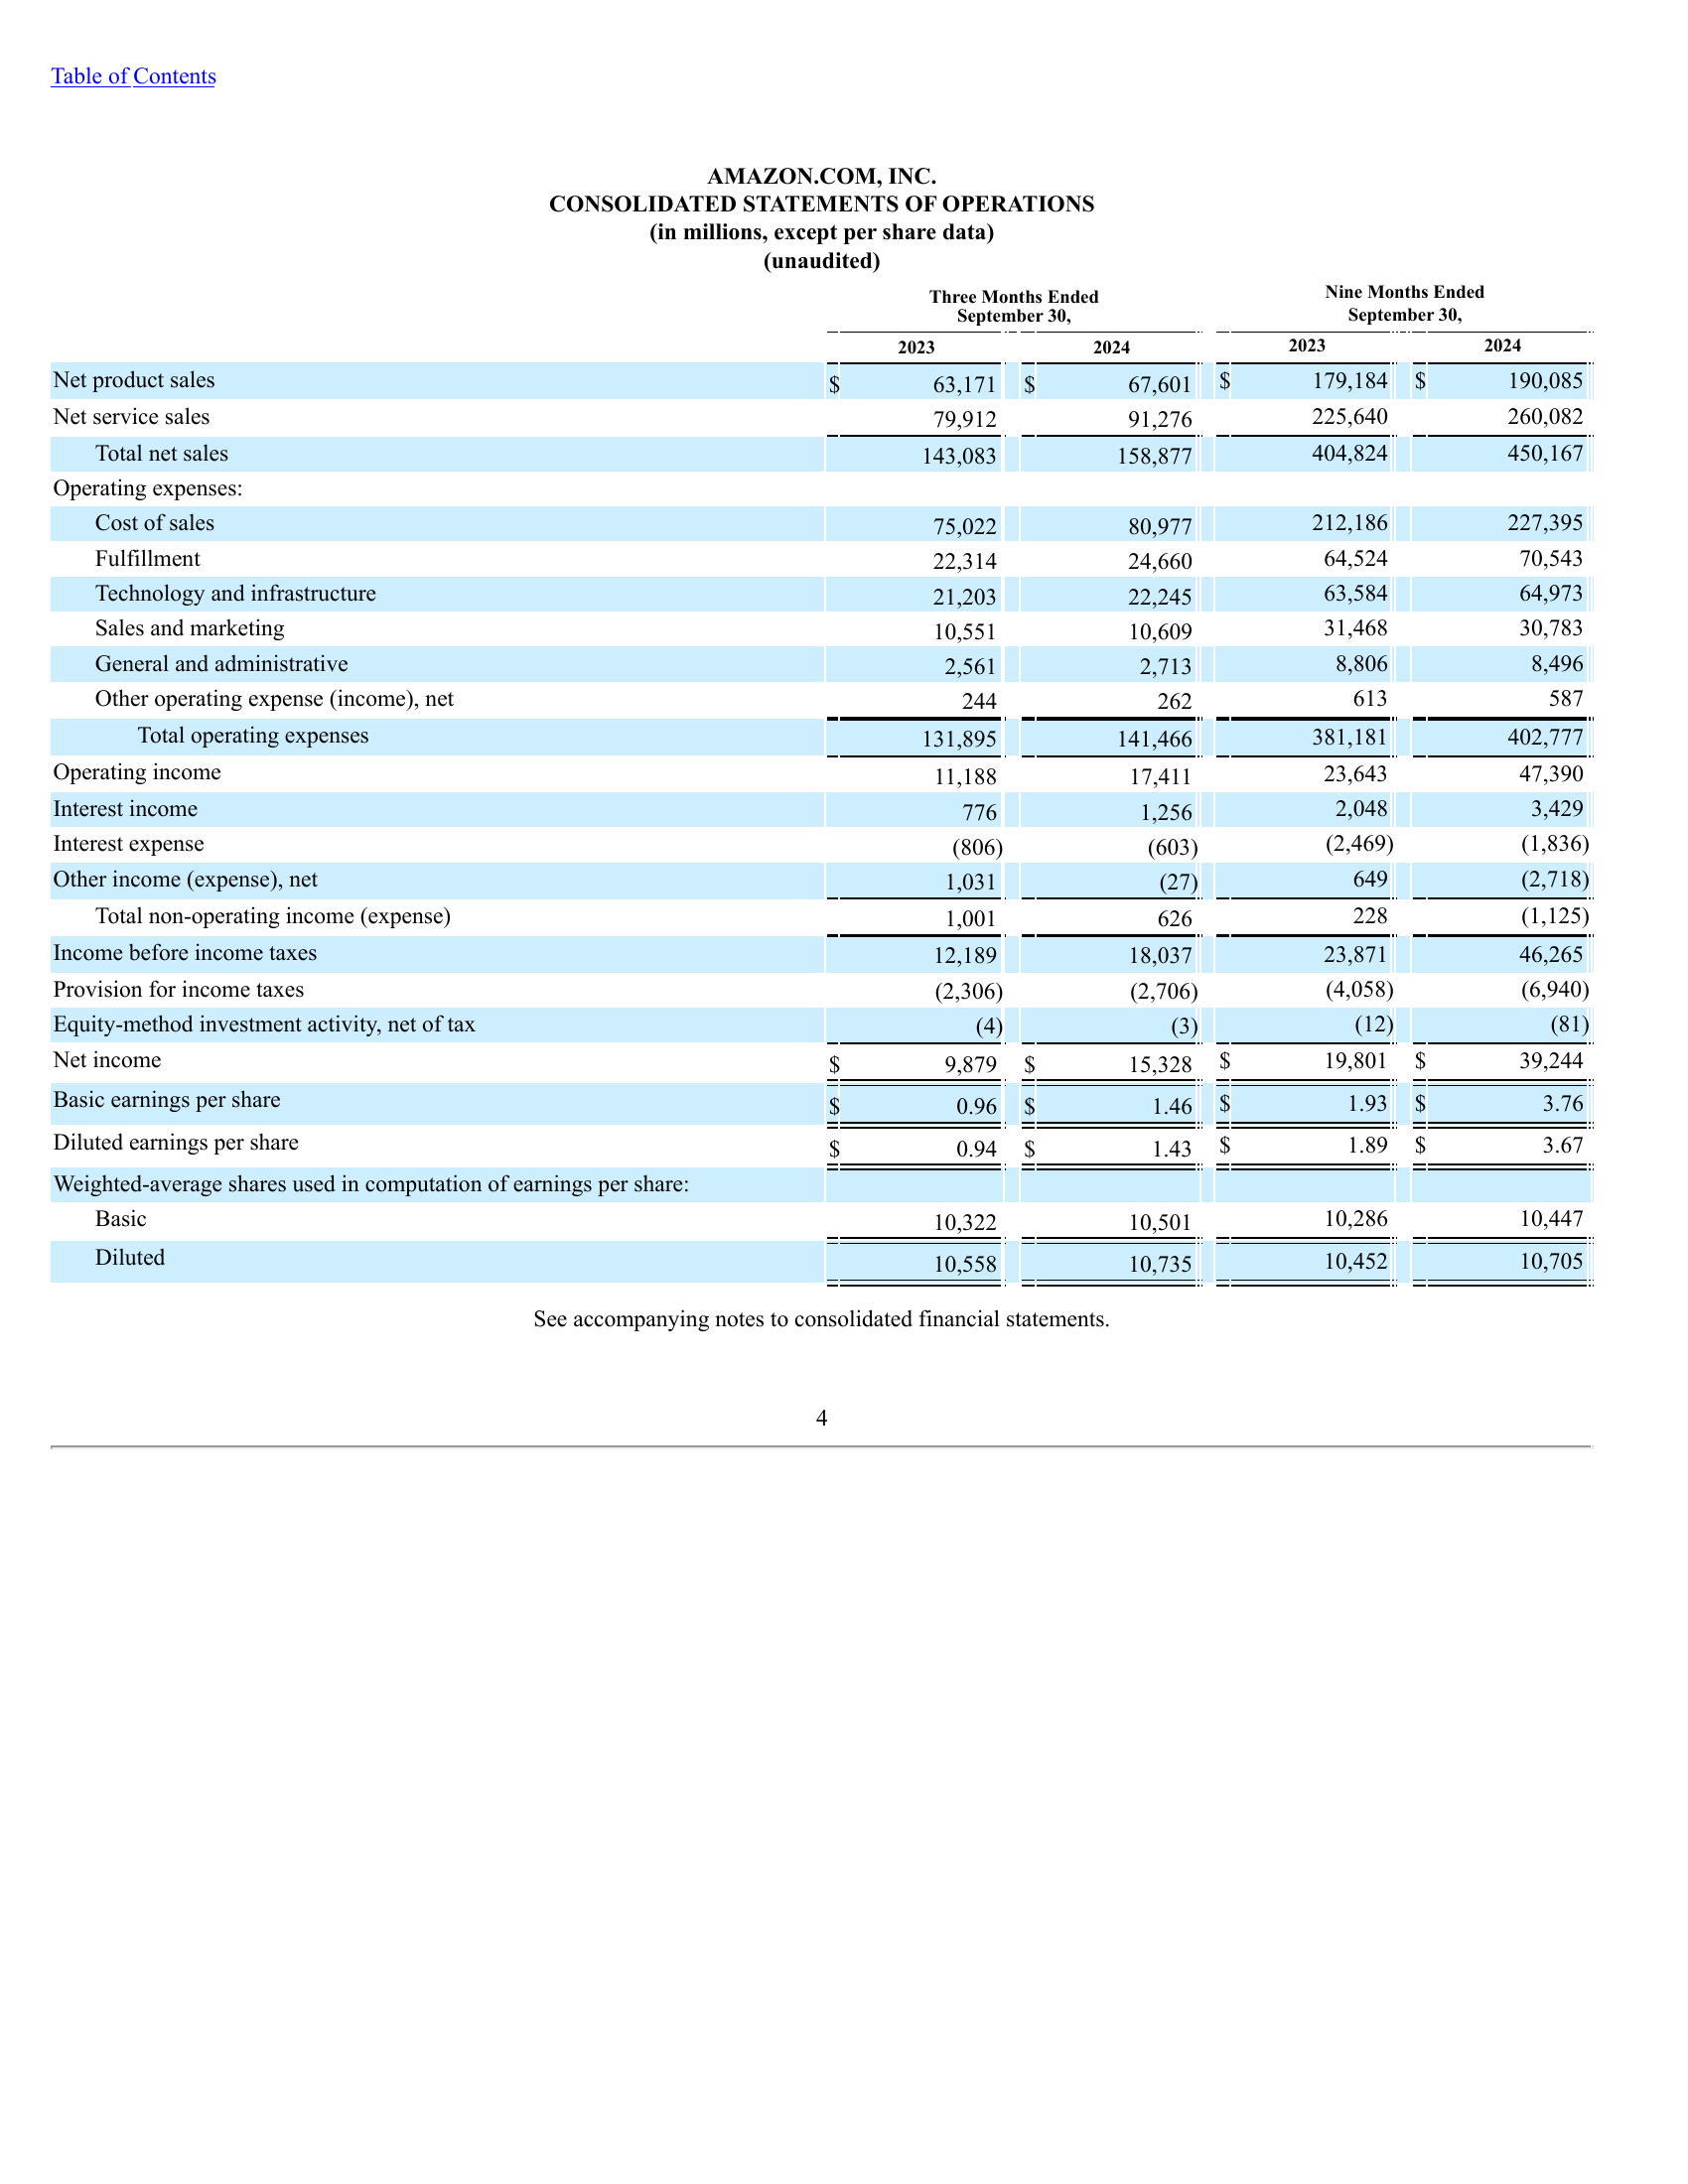 Table of Contents
AMAZON.COM, INC.
CONSOLIDATED STATEMENTS OF OPERATIONS
(in millions, except per share data)
(unaudited)
Three Months Ended September 30, Nine Months Ended September 30,
2023 2024 2023 2024
Net product sales $ 63,171 $ 67,601 $ 179,184 $ 190,085
Net service sales 79,912 91,276 225,640 260,082
Total net sales 143,083 158,877 404,824 450,167
Operating expenses:
Cost of sales 75,022 80,977 212,186 227,395
Fulfillment 22,314 24,660 64,524 70,543
Technology and infrastructure 21,203 22,245 63,584 64,973
Sales and marketing 10,551 10,609 31,468 30,783
General and administrative 2,561 2,713 8,806 8,496
Other operating expense (income), net 244 262 613 587
Total operating expenses 131,895 141,466 381,181 402,777
Operating income 11,188 17,411 23,643 47,390
Interest income 776 1,256 2,048 3,429
Interest expense (806) (603) (2,469) (1,836)
Other income (expense), net 1,031 (27) 649 (2,718)
Total non-operating income (expense) 1,001 626 228 (1,125)
Income before income taxes 12,189 18,037 23,871 46,265
Provision for income taxes (2,306) (2,706) (4,058) (6,940)
Equity-method investment activity, net of tax (4) (3) (12) (81)
Net income $ 9,879 $ 15,328 $ 19,801 $ 39,244
Basic earnings per share $ 0.96 $ 1.46 $ 1.93 $ 3.76
Diluted earnings per share $ 0.94 $ 1.43 $ 1.89 $ 3.67
Weighted-average shares used in computation of earnings per share:
Basic 10,322 10,501 10,286 10,447
Diluted 10,558 10,735 10,452 10,705
See accompanying notes to consolidated financial statements.
4